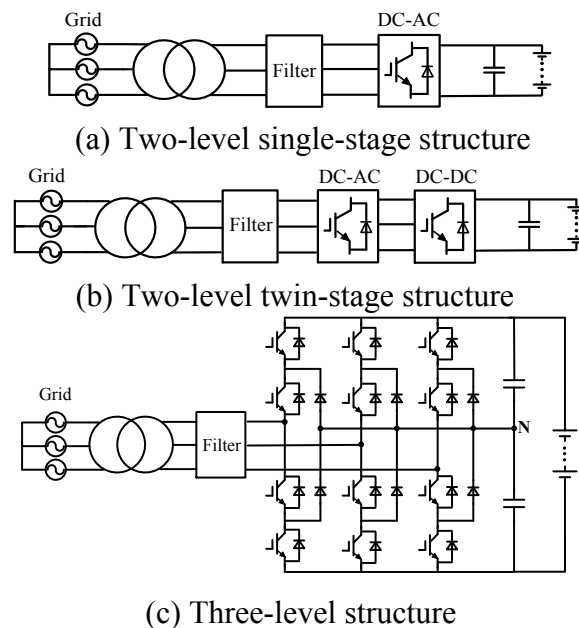 Grid
Filter
DC-AC
(a) Two-level single-stage structure
Grid
Filter
DC-AC
DC-DC
(b) Two-level twin-stage structure
Grid
Filter
N
(c) Three-level structure